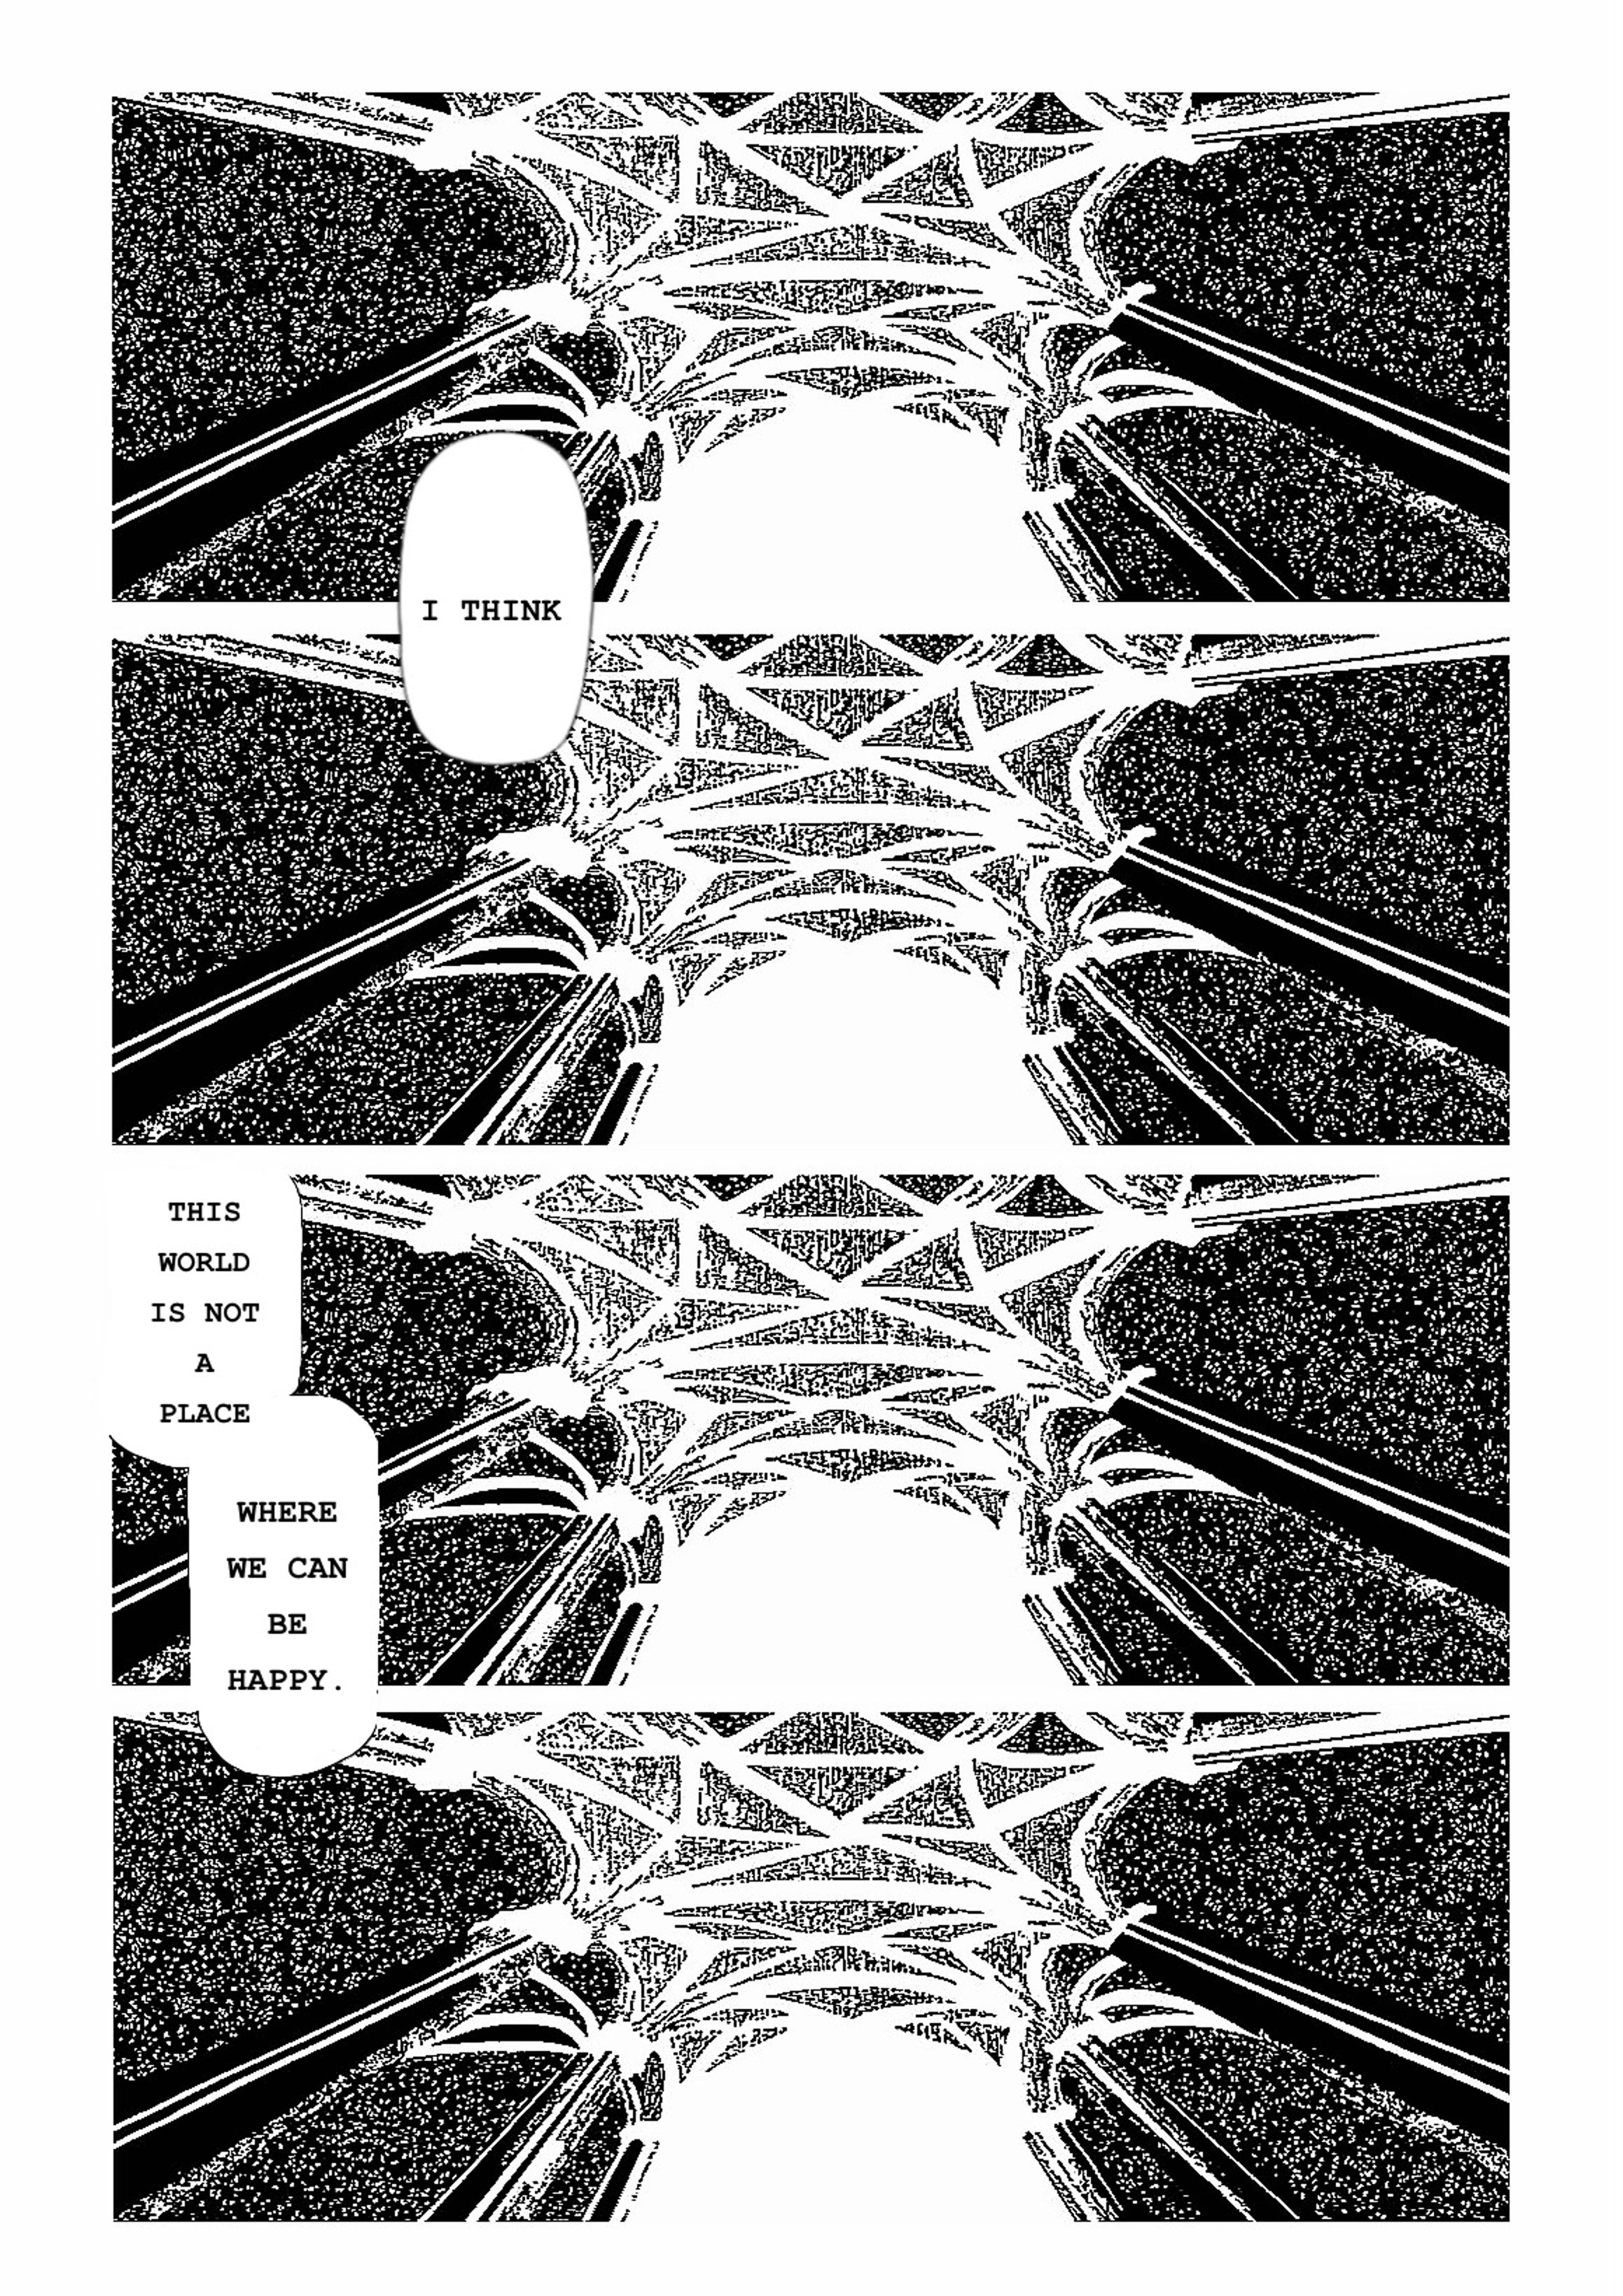 I THINK
THIS
WORLD
IS NOT
A
PLACE
WHERE
WE CAN
BE
HAPPY.